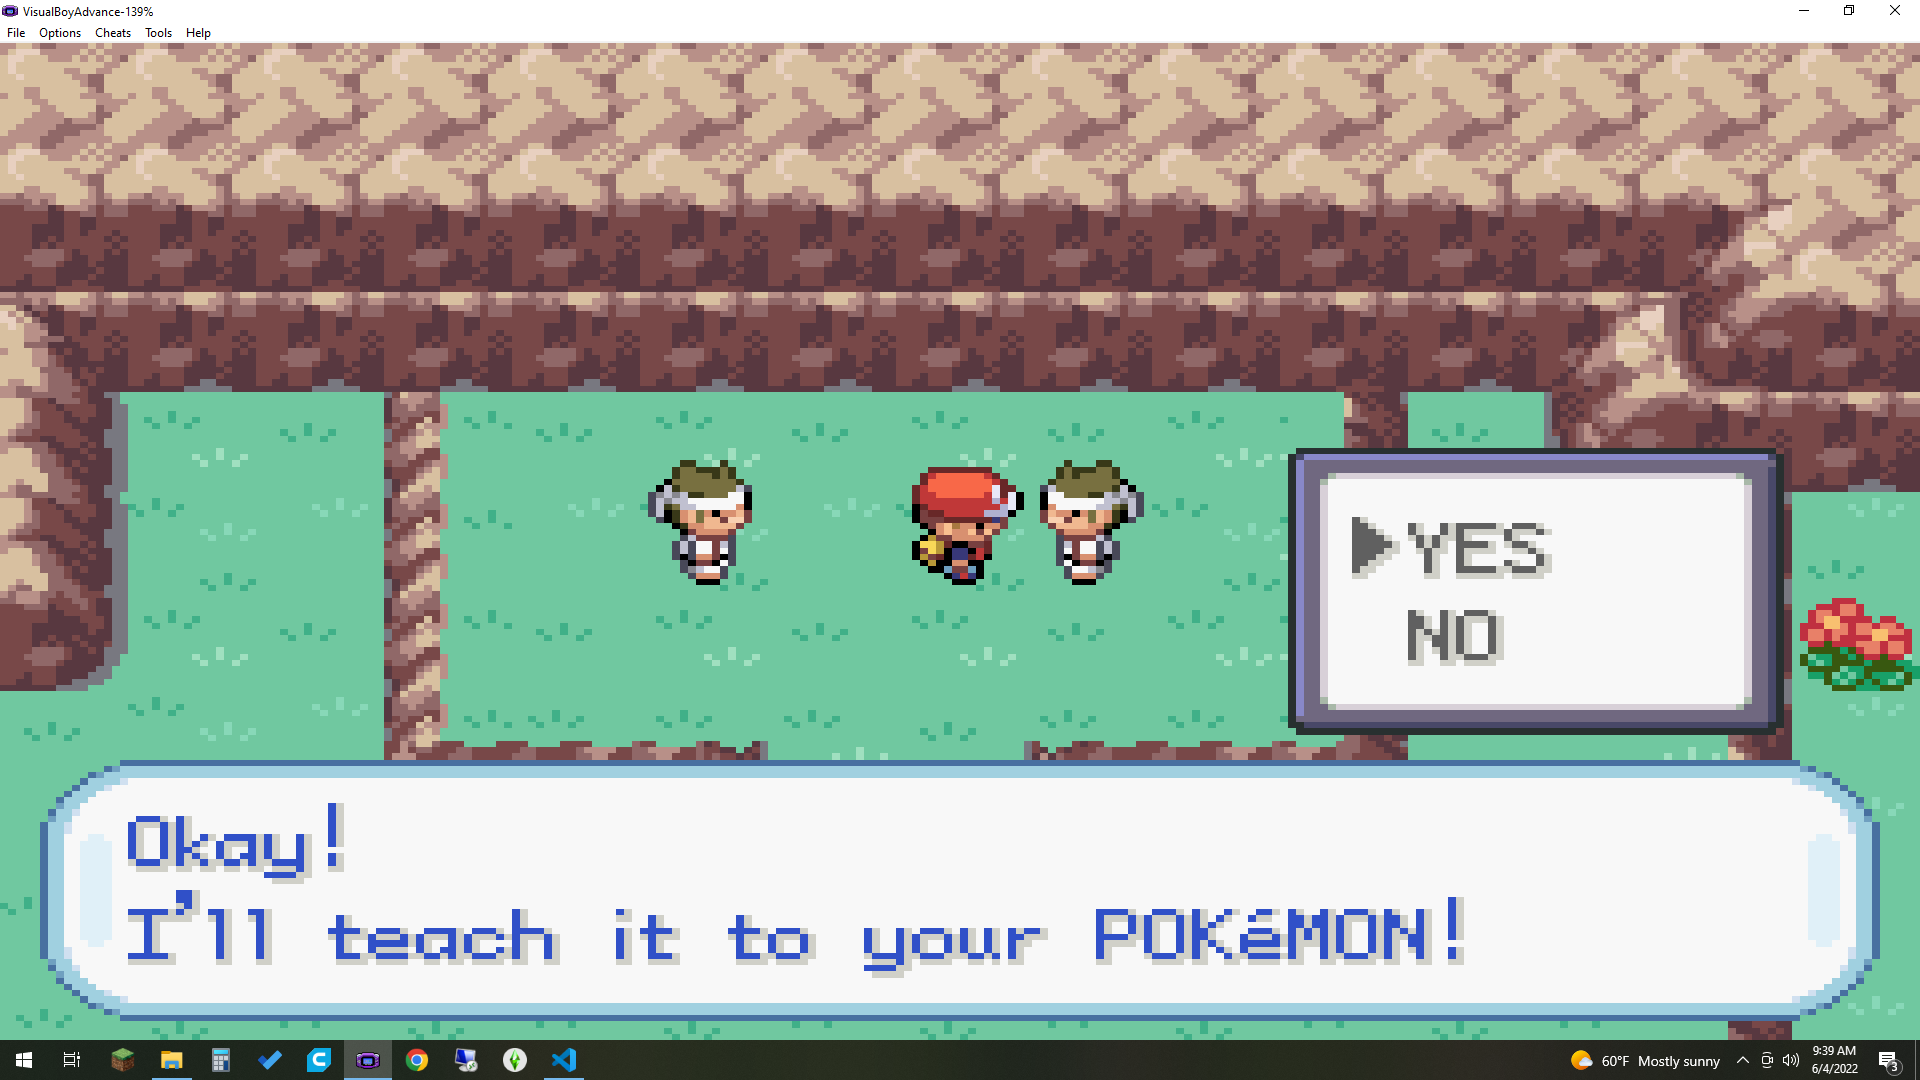 VisualBoyAdvance-139%
File Options Cheats Tools Help
▶YES
NO
Okay!
I'll teach it to your POKéMON!
60°F Mostly sunny
9:39 AM
6/4/2022
3